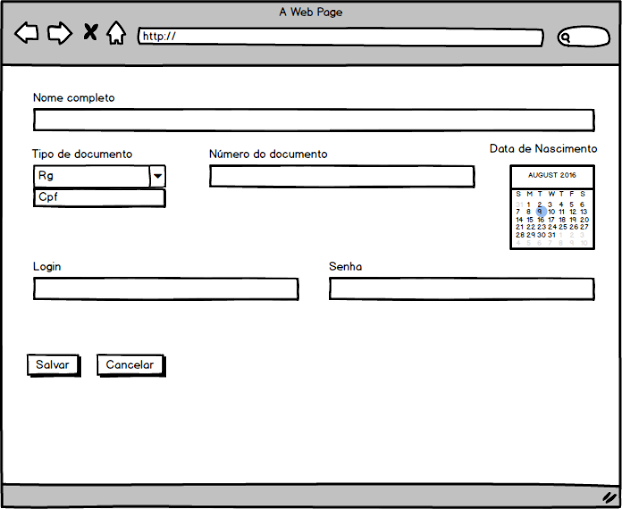 A Web Page
http://
Nome completo
Tipo de documento
Número do documento
Data de Nascimento
Rg
Cpf
AUGUST 2016
S M T W T F S
31 1 2 3 4 5 6
7 8 9 10 11 12 13
14 15 16 17 18 19 20
21 22 23 24 25 26 27
28 29 30 31 1 2 3
4 5 6 7 8 9 10
Login
Senha
Salvar
Cancelar